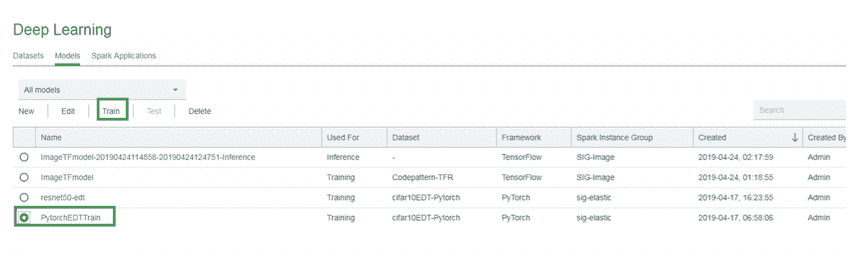 Deep Learning
Datasets Models Spark Applications
All models
New Edit Train Test Delete Search
Name Used For Dataset Framework Spark Instance Group Created Created By
ImageTFmodel-20190424114858-20190424124751-Inference Inference - TensorFlow SIG-Image 2019-04-24, 02:17:59 Admin
ImageTFmodel Training Codepattern-TFR TensorFlow SIG-Image 2019-04-24, 01:18:55 Admin
resnet50-edt Training cifar10EDT-Pytorch PyTorch sig-elastic 2019-04-17, 16:23:55 Admin
PytorchEDTTrain Training cifar10EDT-Pytorch PyTorch sig-elastic 2019-04-17, 06:58:06 Admin